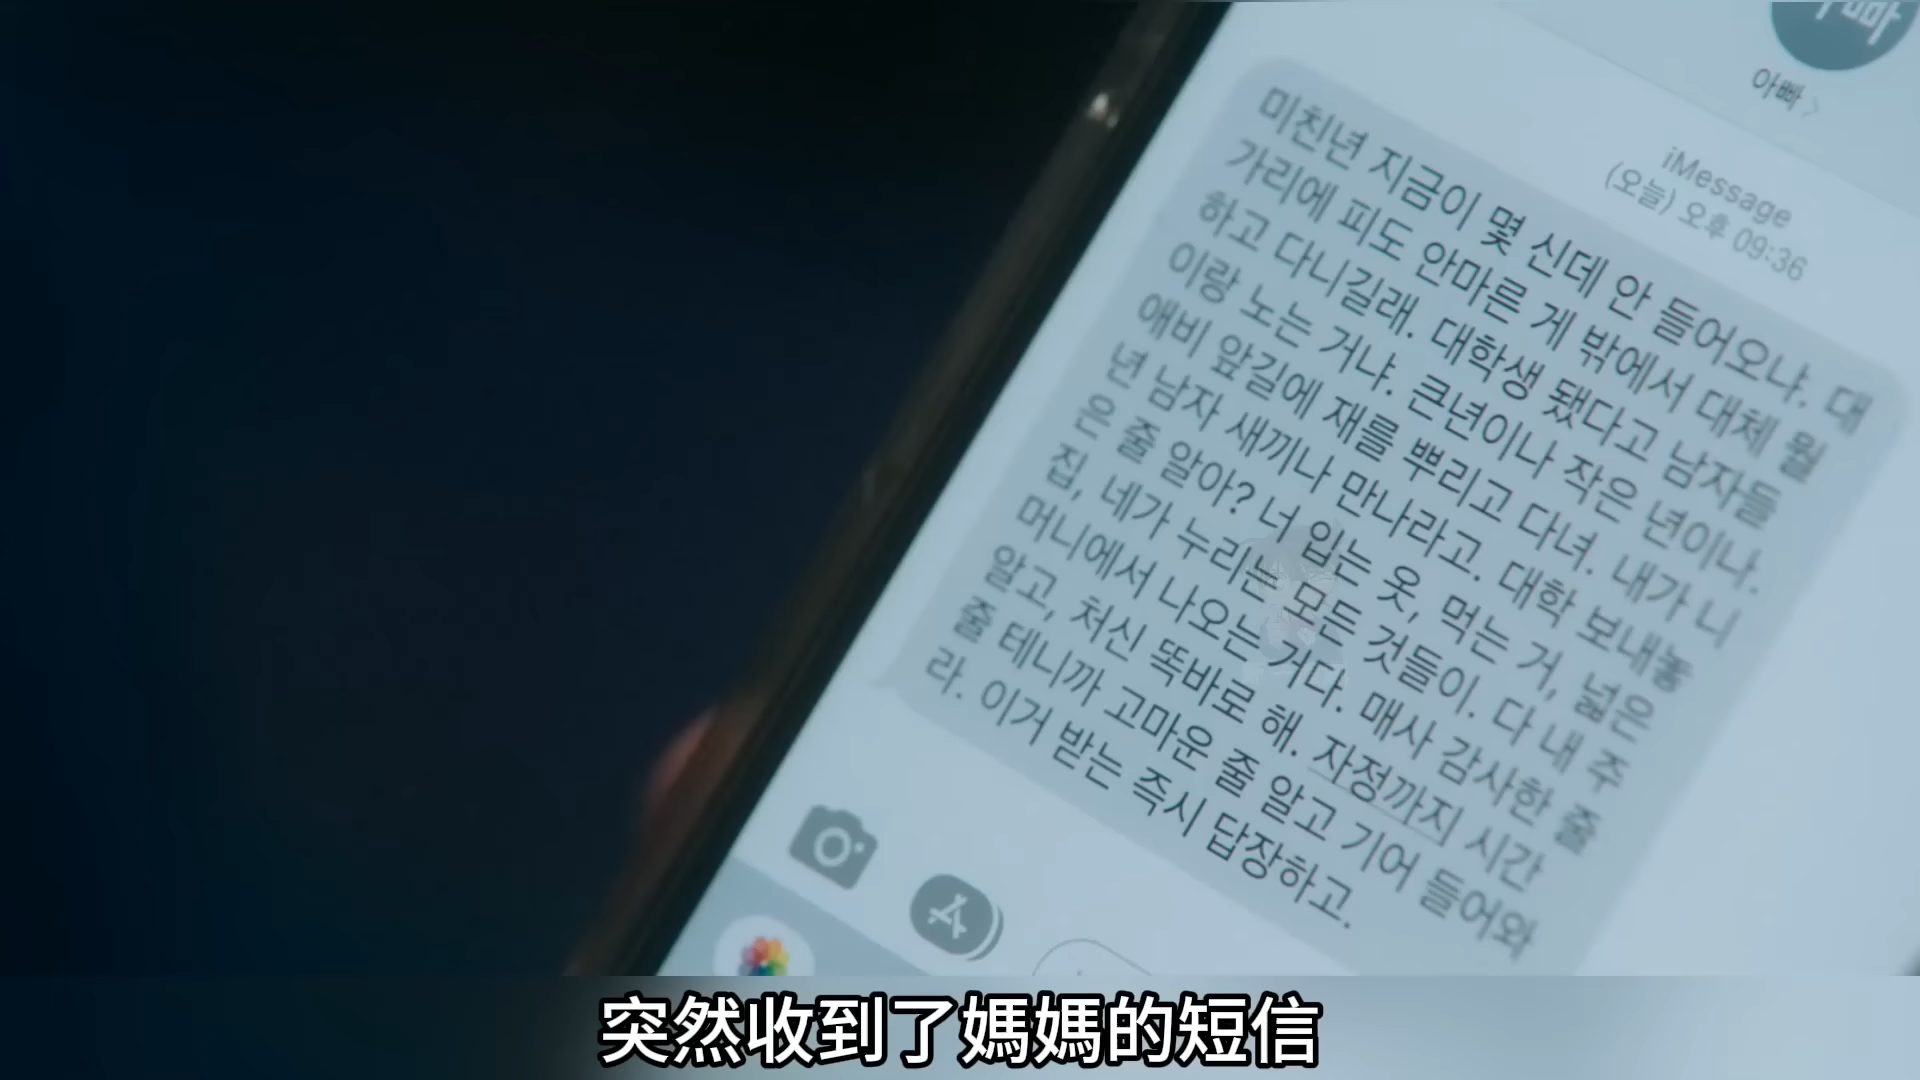 아빠
iMessage
(오늘) 오후 09:36
미친년 지금이 몇 신데 안 들어오냐. 대
가리에 피도 안마른 게 밖에서 대체 뭘
하고 다니길래. 대학생 됐다고 남자들
이랑 노는 거냐. 큰년이나 작은 년이나.
애비 앞길에 재를 뿌리고 다녀. 내가 니
년 남자 새끼나 만나라고. 대학 보내놓
은 줄 알아? 너 입는 옷, 먹는 거, 넓은
집, 네가 누리는 모든 것들이. 다 내 주
머니에서 나오는 거다. 매사 감사한 줄
알고, 처신 똑바로 해. 자정까지 시간
줄 테니까 고마운 줄 알고 기어 들어와
라. 이거 받는 즉시 답장하고.
突然收到了媽媽的短信